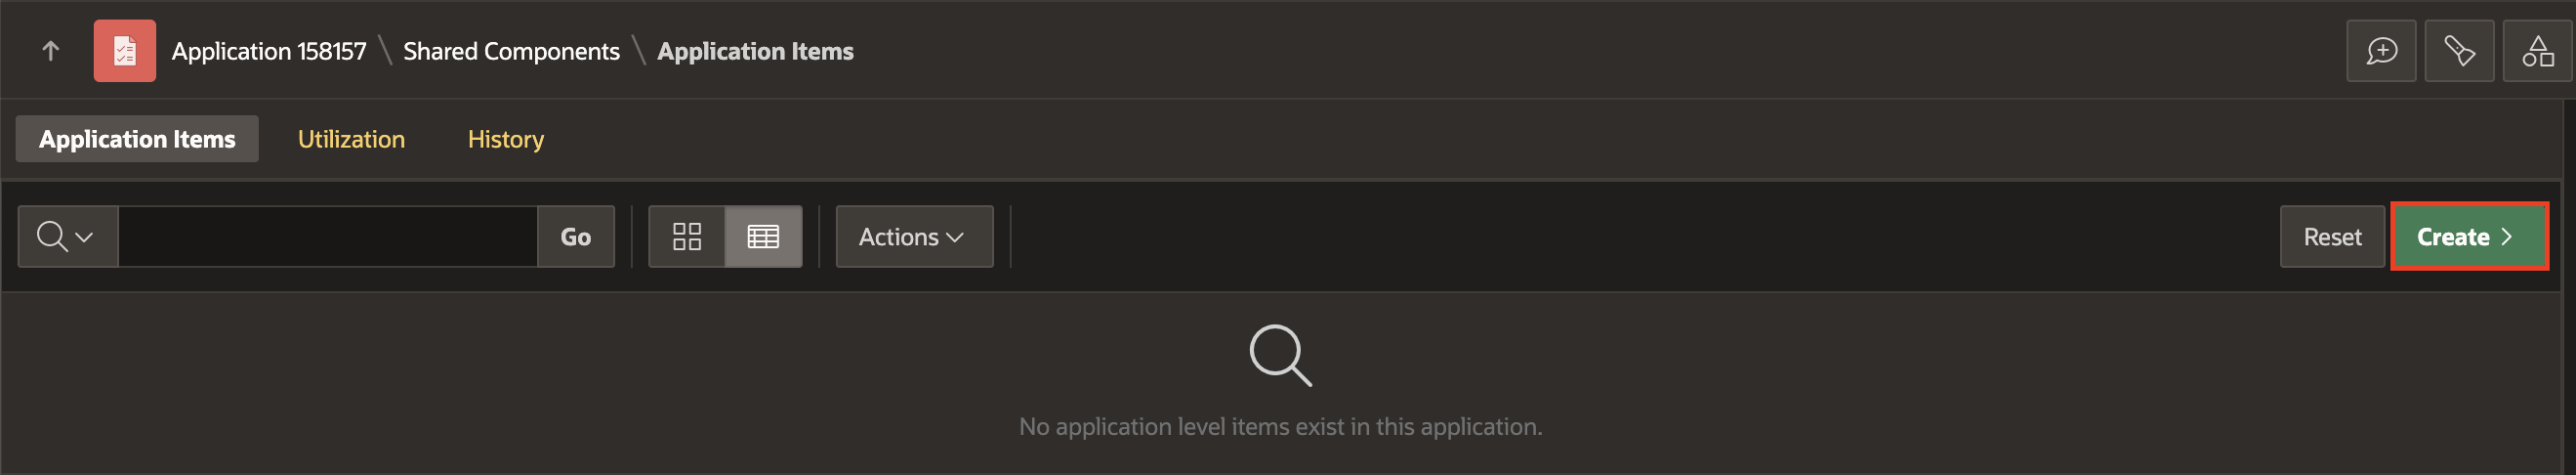 Application 158157 \ Shared Components \ Application Items
Application Items Utilization History
Go Actions Reset Create
No application level items exist in this application.